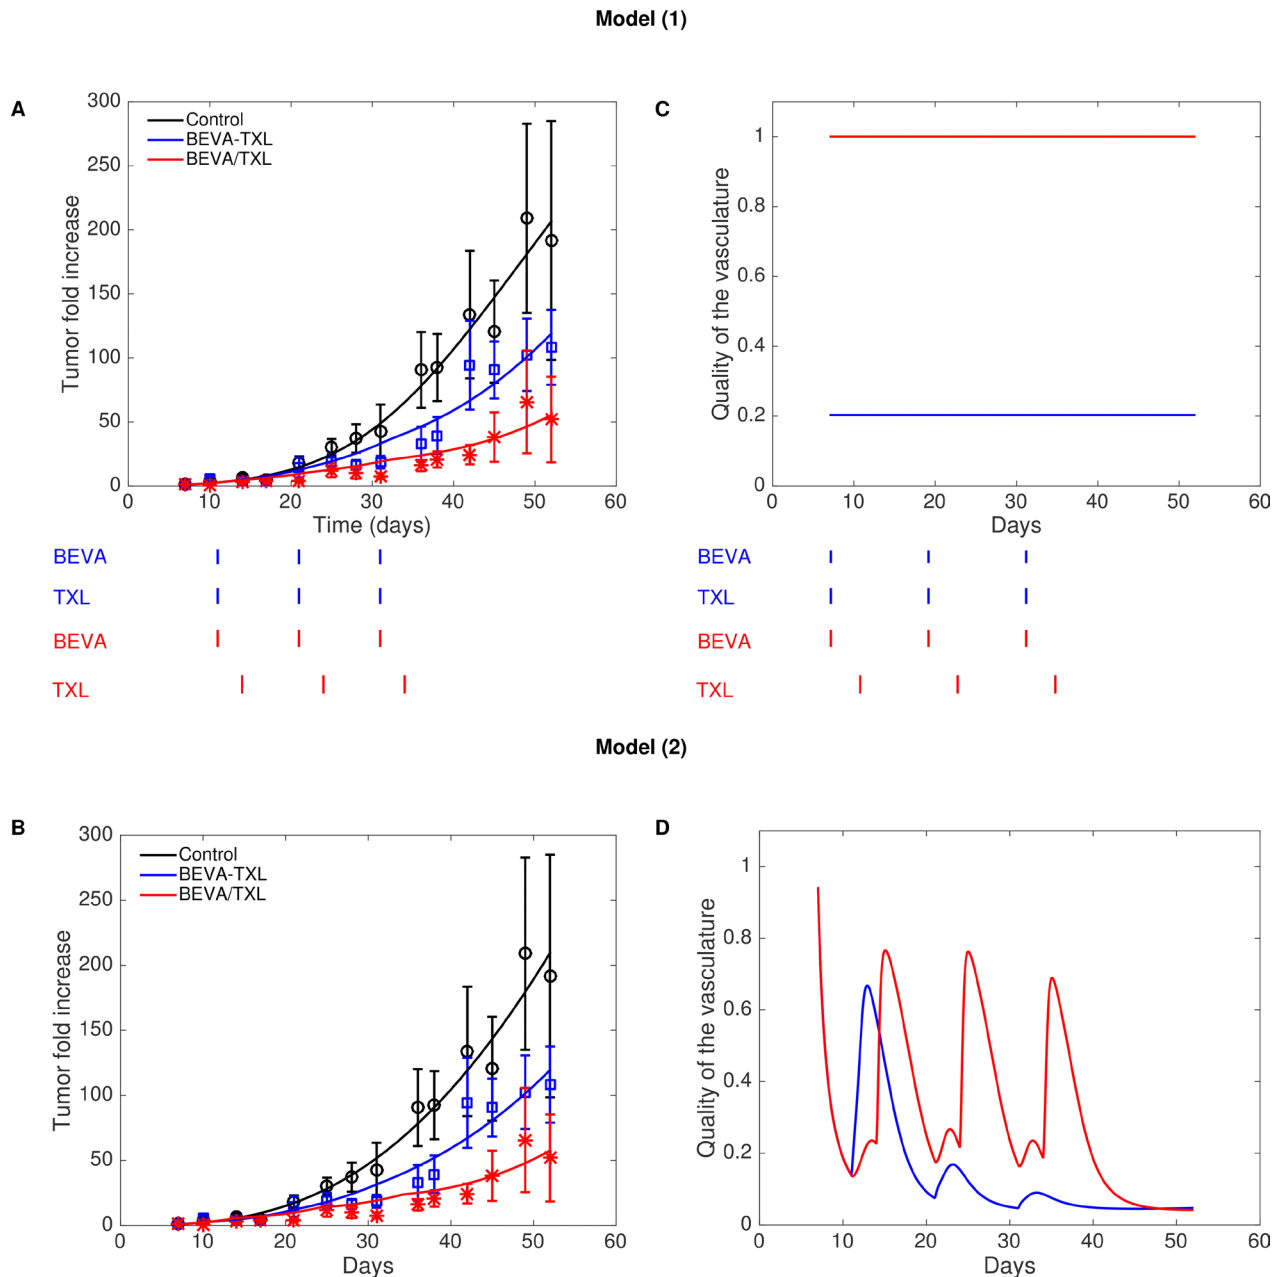 Model (1)
A
300
250
200
150
100
50
0
Tumor fold increase
Control
BEVA-TXL
BEVA/TXL
0 10 20 30 40 50 60
Time (days)
BEVA
TXL
BEVA
TXL
C
1
0.8
0.6
0.4
0.2
0
Quality of the vasculature
0 10 20 30 40 50 60
Days
BEVA
TXL
BEVA
TXL
Model (2)
B
300
250
200
150
100
50
0
Tumor fold increase
Control
BEVA-TXL
BEVA/TXL
0 10 20 30 40 50 60
Days
D
1
0.8
0.6
0.4
0.2
0
Quality of the vasculature
0 10 20 30 40 50 60
Days